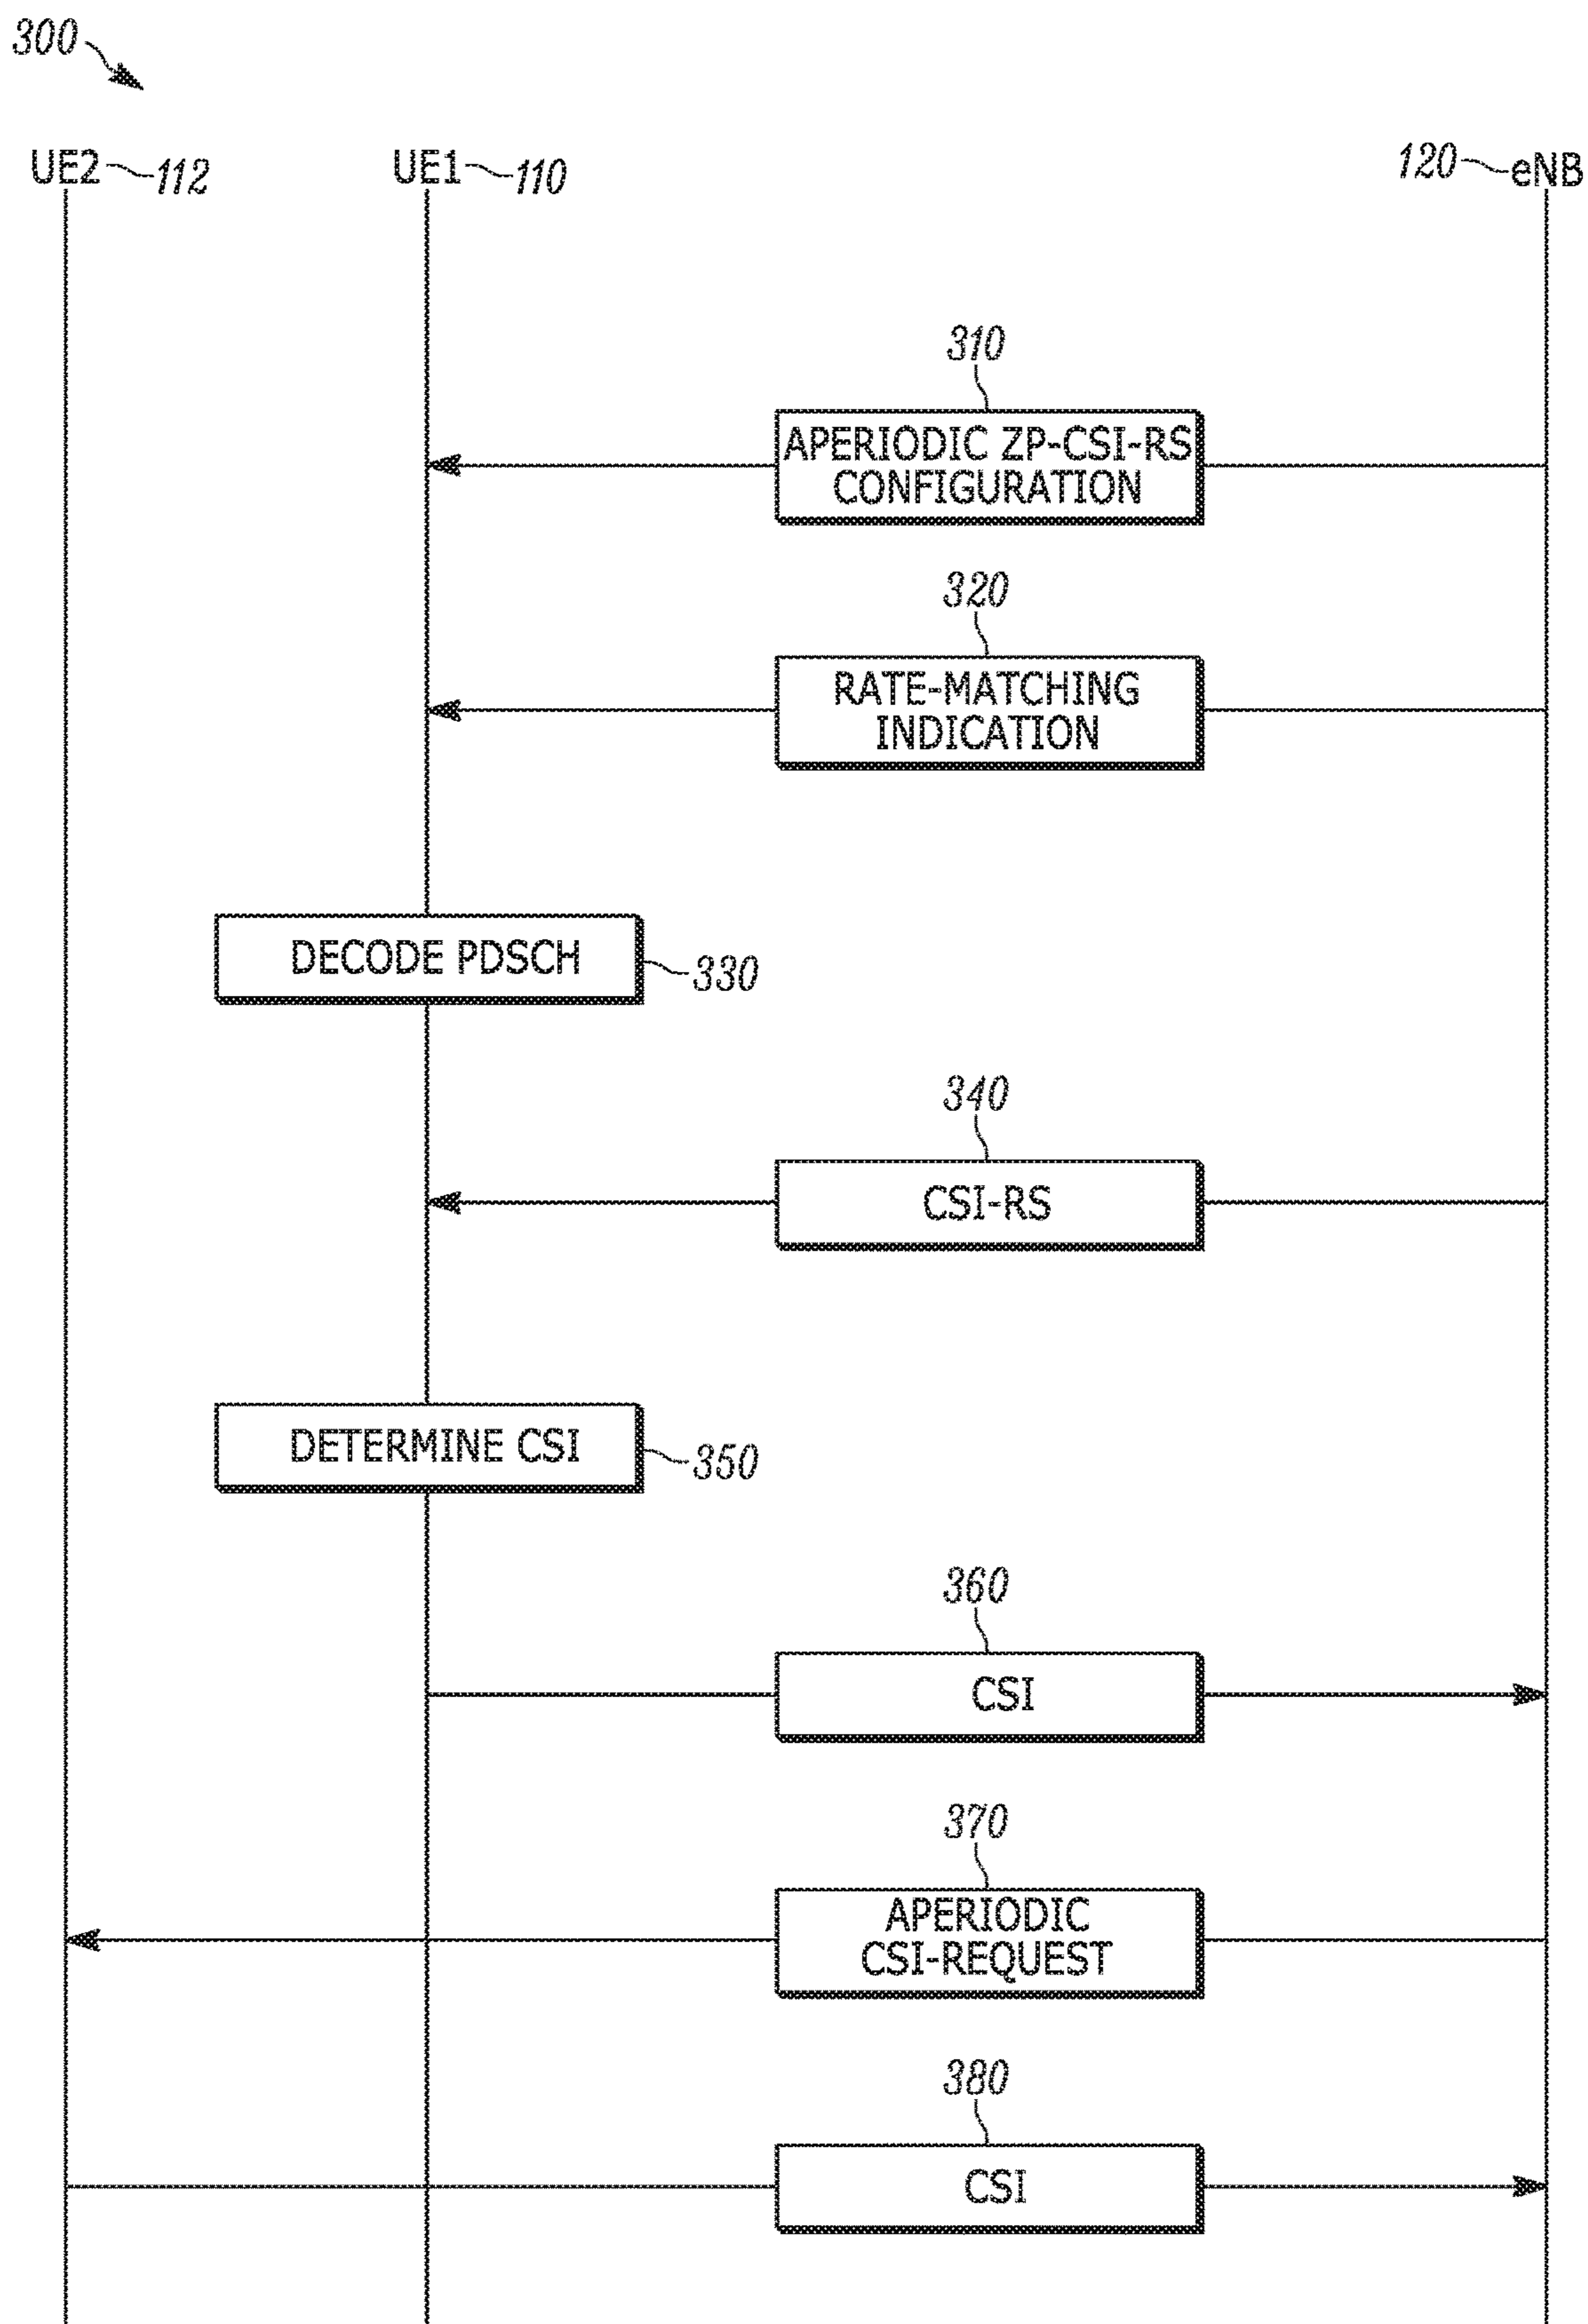 300
UE2 112
UE1 110
120 eNB
310
APERIODIC ZP-CSI-RS
CONFIGURATION
320
RATE-MATCHING
INDICATION
DECODE PDSCH
330
340
CSI-RS
DETERMINE CSI
350
360
CSI
370
APERIODIC
CSI-REQUEST
380
CSI